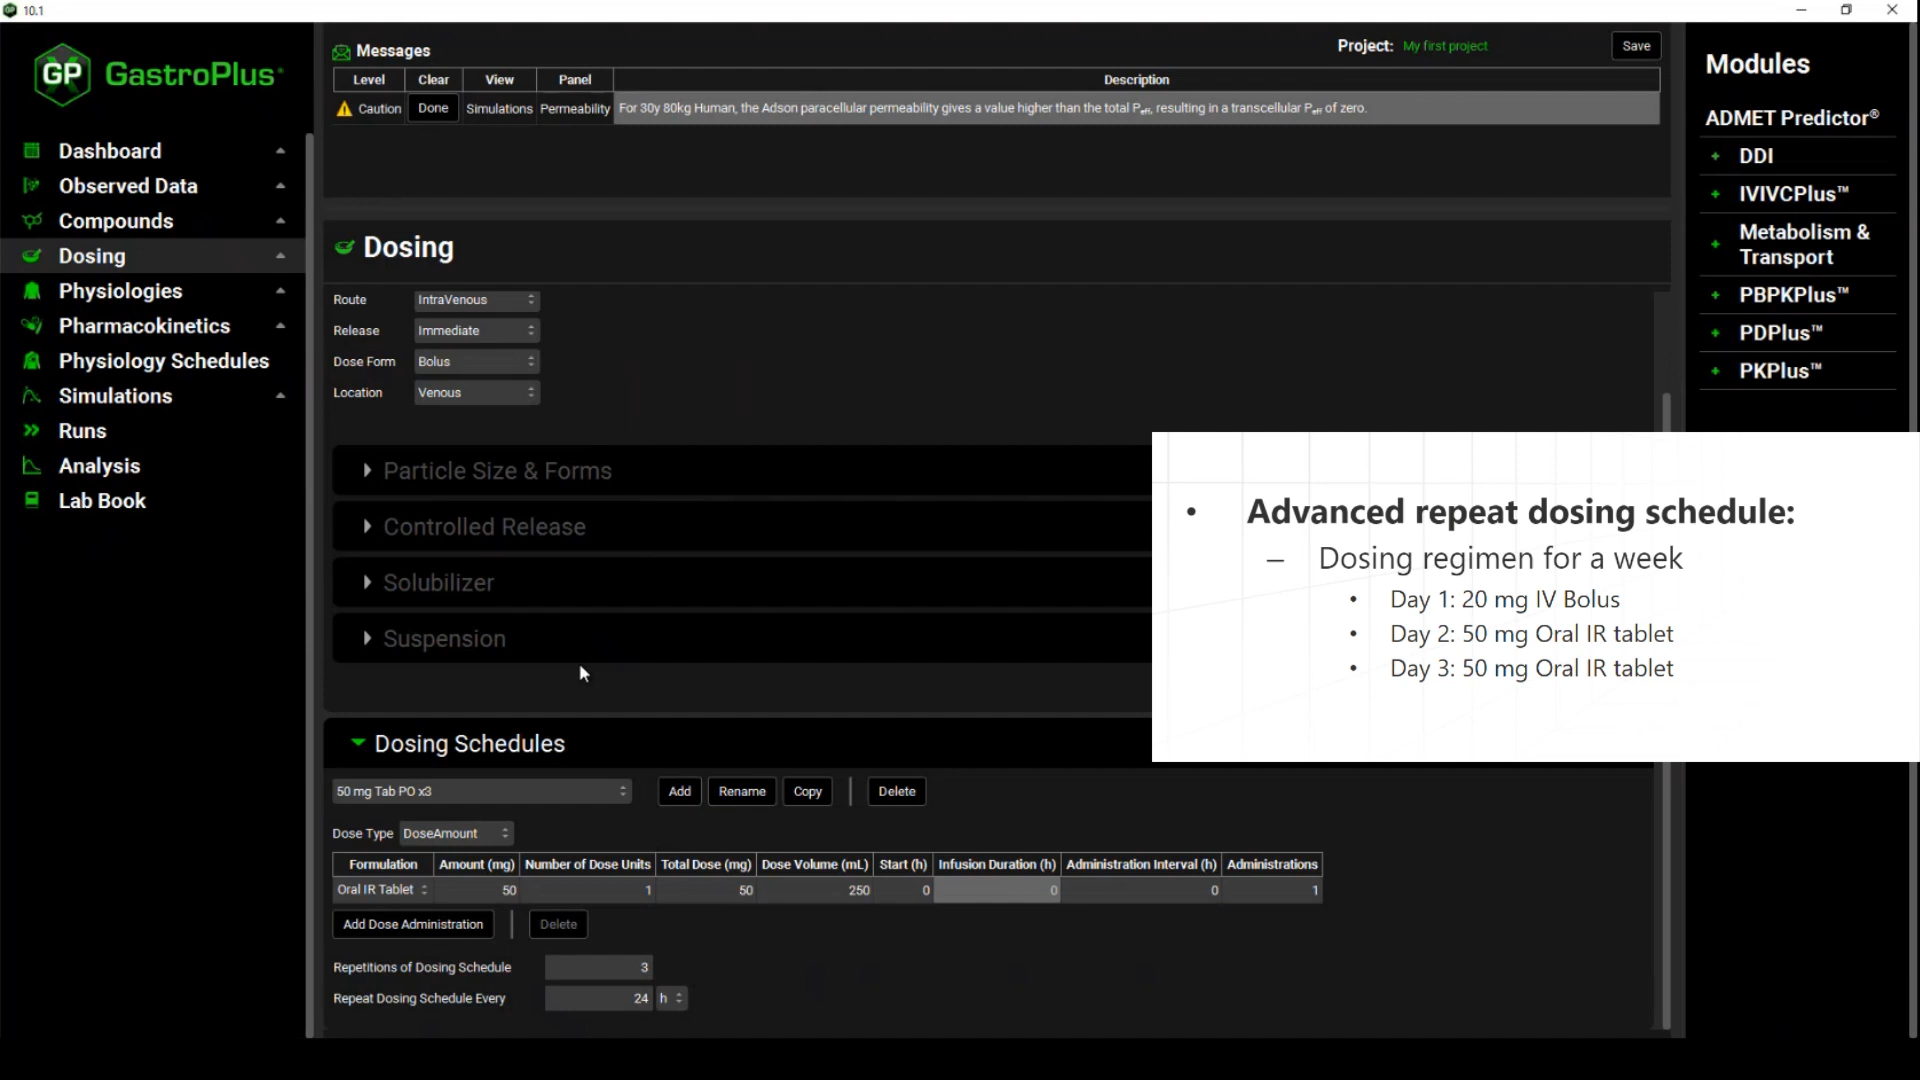 10.1
GP GastroPlus
Dashboard
Observed Data
Compounds
Dosing
Physiologies
Pharmacokinetics
Physiology Schedules
Simulations
Runs
Analysis
Lab Book
Messages
Project: My first project
Save
Level Clear View Panel Description
Caution Done Simulations Permeability For 30y 80kg Human, the Adson paracellular permeability gives a value higher than the total Peff, resulting in a transcellular Peff of zero.
Dosing
Route IntraVenous
Release Immediate
Dose Form Bolus
Location Venous
Particle Size & Forms
Controlled Release
Solubilizer
Suspension
Dosing Schedules
50 mg Tab PO x3 Add Rename Copy | Delete
Dose Type DoseAmount
Formulation Amount (mg) Number of Dose Units Total Dose (mg) Dose Volume (mL) Start (h) Infusion Duration (h) Administration Interval (h) Administrations
Oral IR Tablet 50 1 50 250 0 0 0 1
Add Dose Administration | Delete
Repetitions of Dosing Schedule 3
Repeat Dosing Schedule Every 24 h
• Advanced repeat dosing schedule:
– Dosing regimen for a week
• Day 1: 20 mg IV Bolus
• Day 2: 50 mg Oral IR tablet
• Day 3: 50 mg Oral IR tablet
Modules
ADMET Predictor®
+ DDI
+ IVIVCPlus™
+ Metabolism &
Transport
+ PBPKPlus™
+ PDPlus™
+ PKPlus™